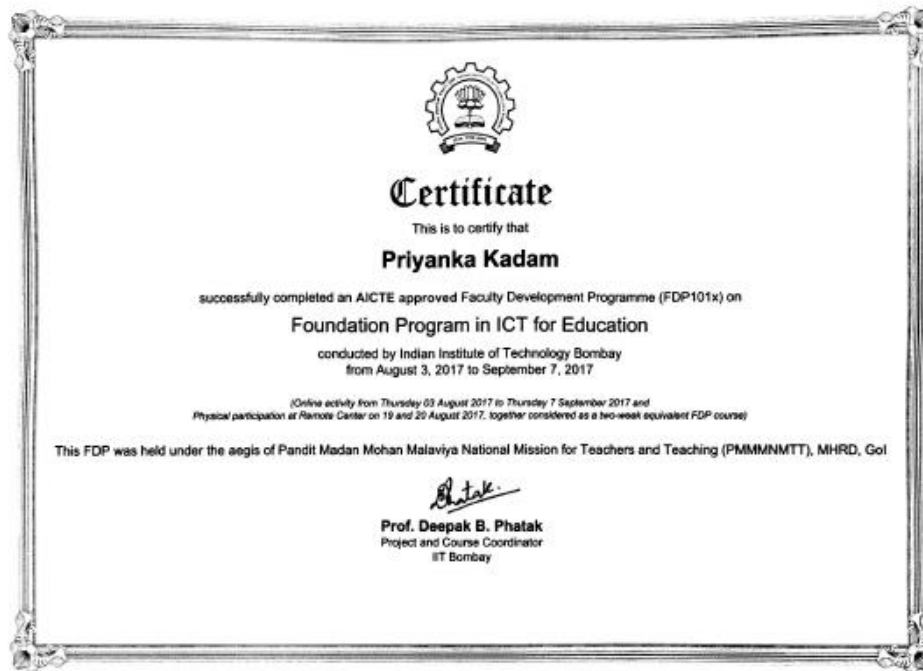 Certificate
This is to certify that
Priyanka Kadam
successfully completed an AICTE approved Faculty Development Programme (FDP101x) on
Foundation Program in ICT for Education
conducted by Indian Institute of Technology Bombay
from August 3, 2017 to September 7, 2017
(Online activity from Thursday 03 August 2017 to Thursday 7 September 2017 and
Physical participation at Remote Center on 19 and 20 August 2017, together considered as a two-week equivalent FDP course)
This FDP was held under the aegis of Pandit Madan Mohan Malaviya National Mission for Teachers and Teaching (PMMMNMTT), MHRD, GoI
Phatak.
Prof. Deepak B. Phatak
Project and Course Coordinator
IIT Bombay